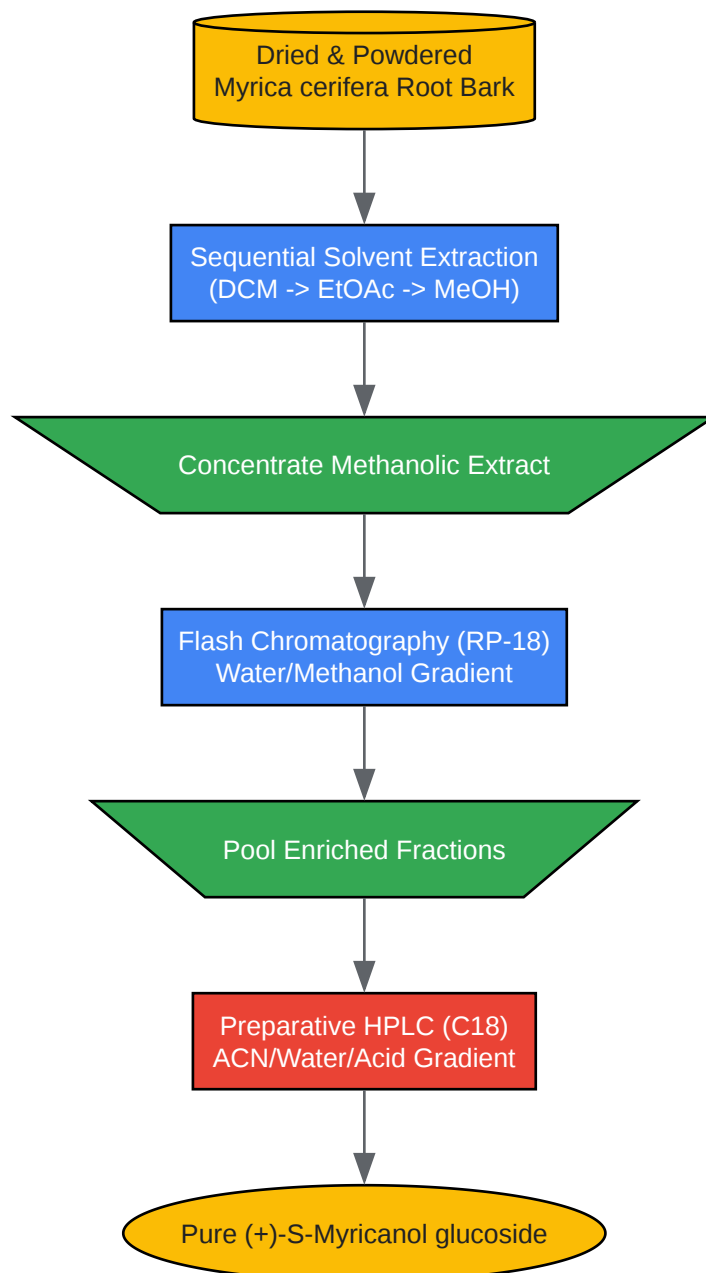 Dried & Powdered
Myrica cerifera Root Bark
Sequential Solvent Extraction
(DCM -> EtOAc -> MeOH)
Concentrate Methanolic Extract
Flash Chromatography (RP-18)
Water/Methanol Gradient
Pool Enriched Fractions
Preparative HPLC (C18)
ACN/Water/Acid Gradient
Pure (+)-S-Myricanol glucoside